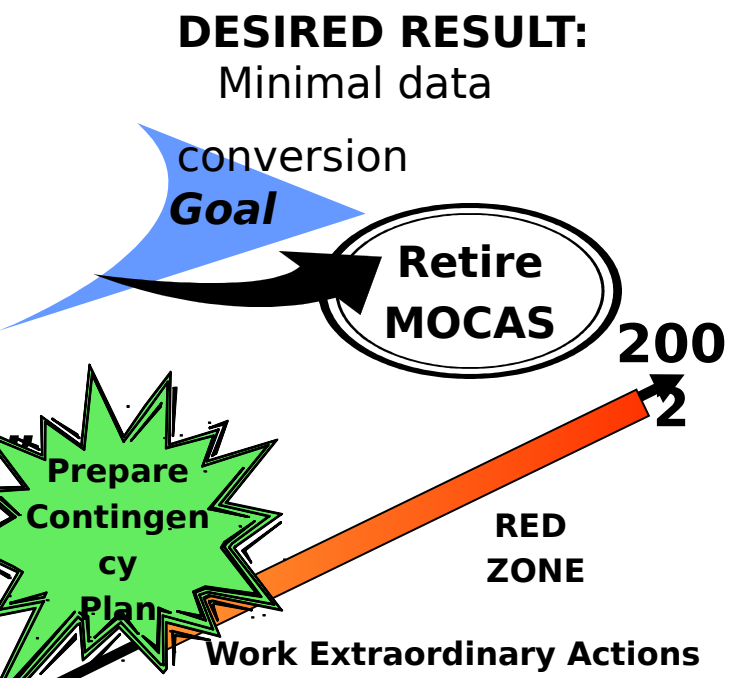 DESIRED RESULT:
Minimal data
conversion
Goal
Retire
MOCAS
200
2
Prepare
Contingen
cy
Plan
RED
ZONE
Work Extraordinary Actions